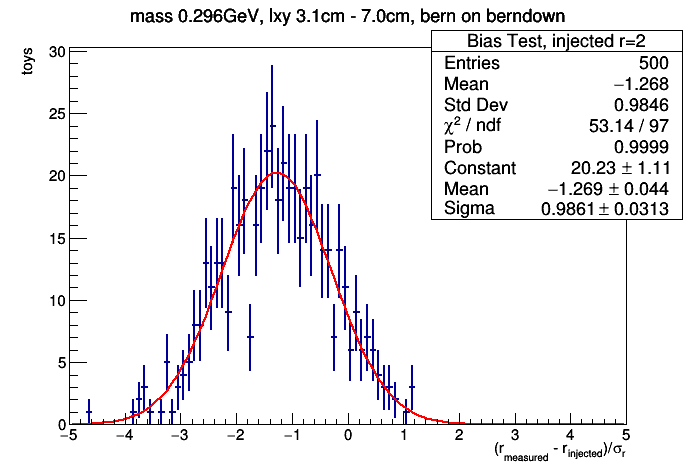 mass 0.296GeV, lxy 3.1cm - 7.0cm, bern on berndown
Bias Test, injected r=2
Entries 500
Mean −1.268
Std Dev 0.9846
χ² / ndf 53.14 / 97
Prob 0.9999
Constant 20.23 ± 1.11
Mean −1.269 ± 0.044
Sigma 0.9861 ± 0.0313
toys
30
25
20
15
10
5
0
−5 −4 −3 −2 −1 0 1 2 3 4 5
(r_measured - r_injected)/σ_r